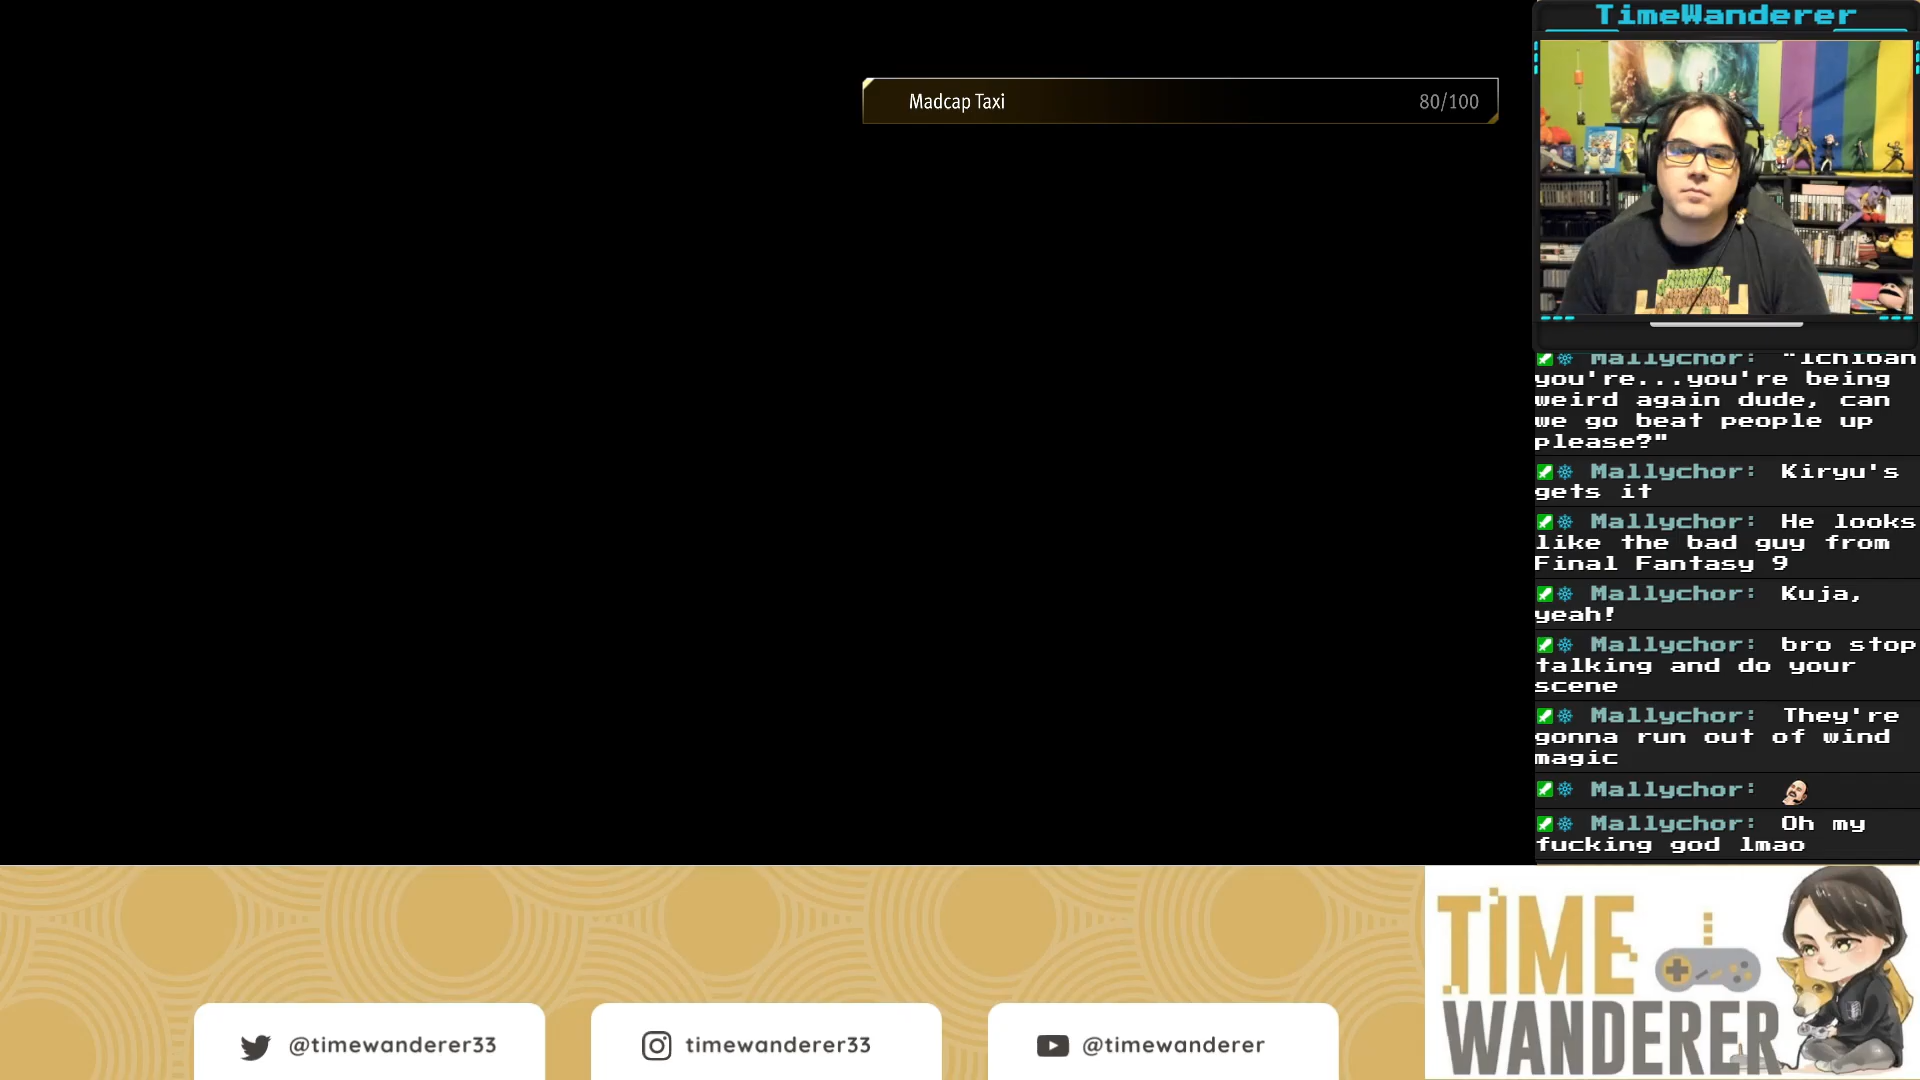 TimeWanderer
Madcap Taxi 80/100
Mallychor: "Ichiban
you're...you're being
weird again dude, can
we go beat people up
please?"
Mallychor: Kiryu's
gets it
Mallychor: He looks
like the bad guy from
Final Fantasy 9
Mallychor: Kuja,
yeah!
Mallychor: bro stop
talking and do your
scene
Mallychor: They're
gonna run out of wind
magic
Mallychor:
Mallychor: Oh my
fucking god lmao
TIME
WANDERER
@timewanderer33
timewanderer33
@timewanderer